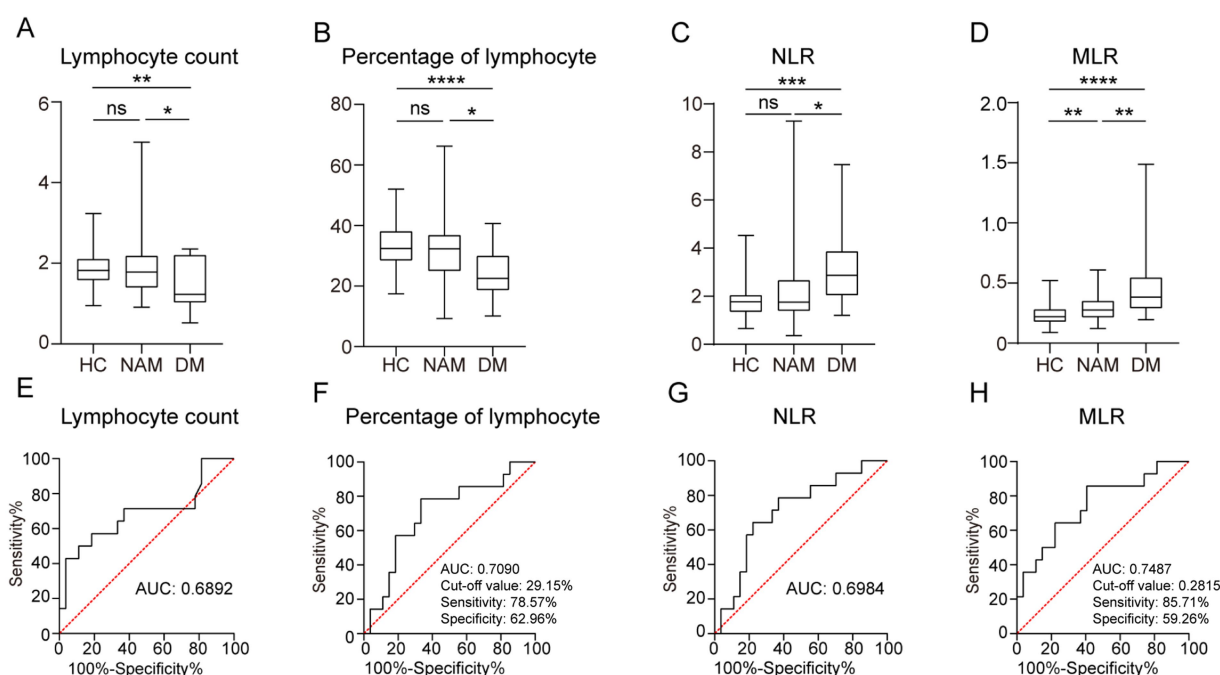 A
Lymphocyte count
**
ns
*
6
4
2
0
HC
NAM
DM
B
Percentage of lymphocyte
****
ns
*
80
60
40
20
0
HC
NAM
DM
C
NLR
***
ns
*
10
8
6
4
2
0
HC
NAM
DM
D
MLR
****
**
**
2.0
1.5
1.0
0.5
0
HC
NAM
DM
E
Lymphocyte count
Sensitivity%
100
80
60
40
20
0
AUC: 0.6892
0
20
40
60
80
100
100%-Specificity%
F
Percentage of lymphocyte
Sensitivity%
100
80
60
40
20
0
AUC: 0.7090
Cut-off value: 29.15%
Sensitivity: 78.57%
Specificity: 62.96%
0
20
40
60
80
100
100%-Specificity%
G
NLR
Sensitivity%
100
80
60
40
20
0
AUC: 0.6984
0
20
40
60
80
100
100%-Specificity%
H
MLR
Sensitivity%
100
80
60
40
20
0
AUC: 0.7487
Cut-off value: 0.2815
Sensitivity: 85.71%
Specificity: 59.26%
0
20
40
60
80
100
100%-Specificity%